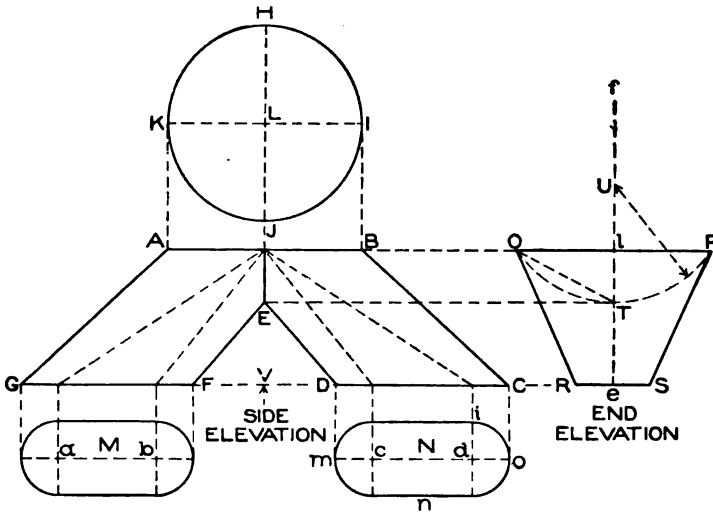 H
K L I
f
U
A J B O l P
E T
G F V D C R e S
SIDE ELEVATION
END ELEVATION
a M b
m c N d o
i
n